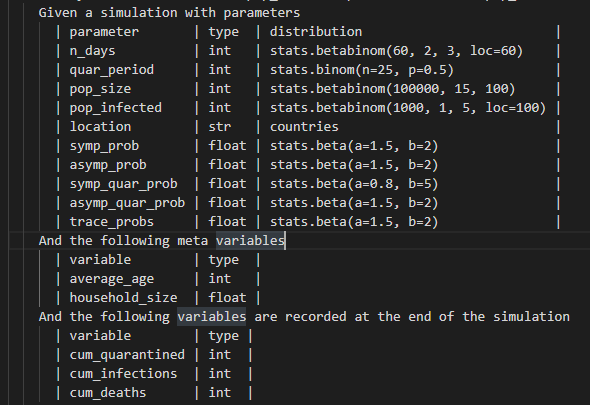 Given a simulation with parameters
| parameter | type | distribution |
| n_days | int | stats.betabinom(60, 2, 3, loc=60) |
| quar_period | int | stats.binom(n=25, p=0.5) |
| pop_size | int | stats.betabinom(100000, 15, 100) |
| pop_infected | int | stats.betabinom(1000, 1, 5, loc=100) |
| location | str | countries |
| symp_prob | float | stats.beta(a=1.5, b=2) |
| asymp_prob | float | stats.beta(a=1.5, b=2) |
| symp_quar_prob | float | stats.beta(a=0.8, b=5) |
| asymp_quar_prob | float | stats.beta(a=1.5, b=2) |
| trace_probs | float | stats.beta(a=1.5, b=2) |
And the following meta variables
| variable | type |
| average_age | int |
| household_size | float |
And the following variables are recorded at the end of the simulation
| variable | type |
| cum_quarantined | int |
| cum_infections | int |
| cum_deaths | int |